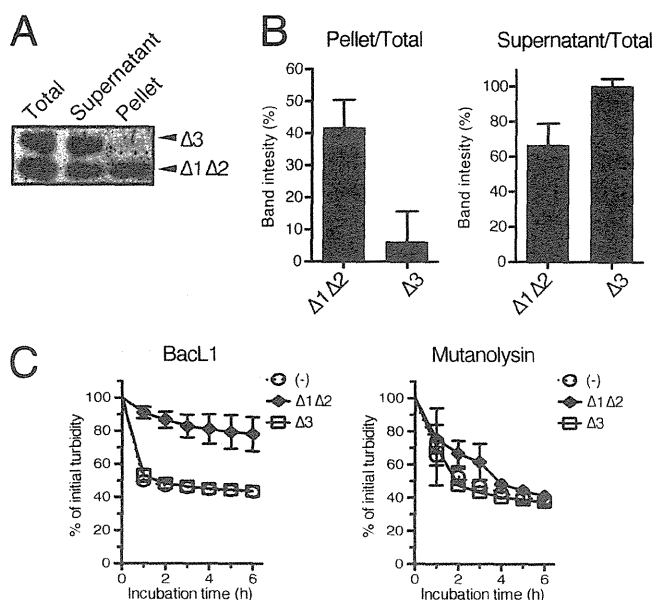 A
Total
Supernatant
Pellet
Δ3
Δ1Δ2
B
Pellet/Total
Band intesity (%)
60
50
40
30
20
10
0
Δ1Δ2
Δ3
Supernatant/Total
Band intesity (%)
100
80
60
40
20
0
Δ1Δ2
Δ3
C
BacL1
(-)
Δ1Δ2
Δ3
% of initial turbidity
100
80
60
40
20
0
0
2
4
6
Incubation time (h)
Mutanolysin
(-)
Δ1Δ2
Δ3
% of initial turbidity
100
80
60
40
20
0
0
2
4
6
Incubation time (h)